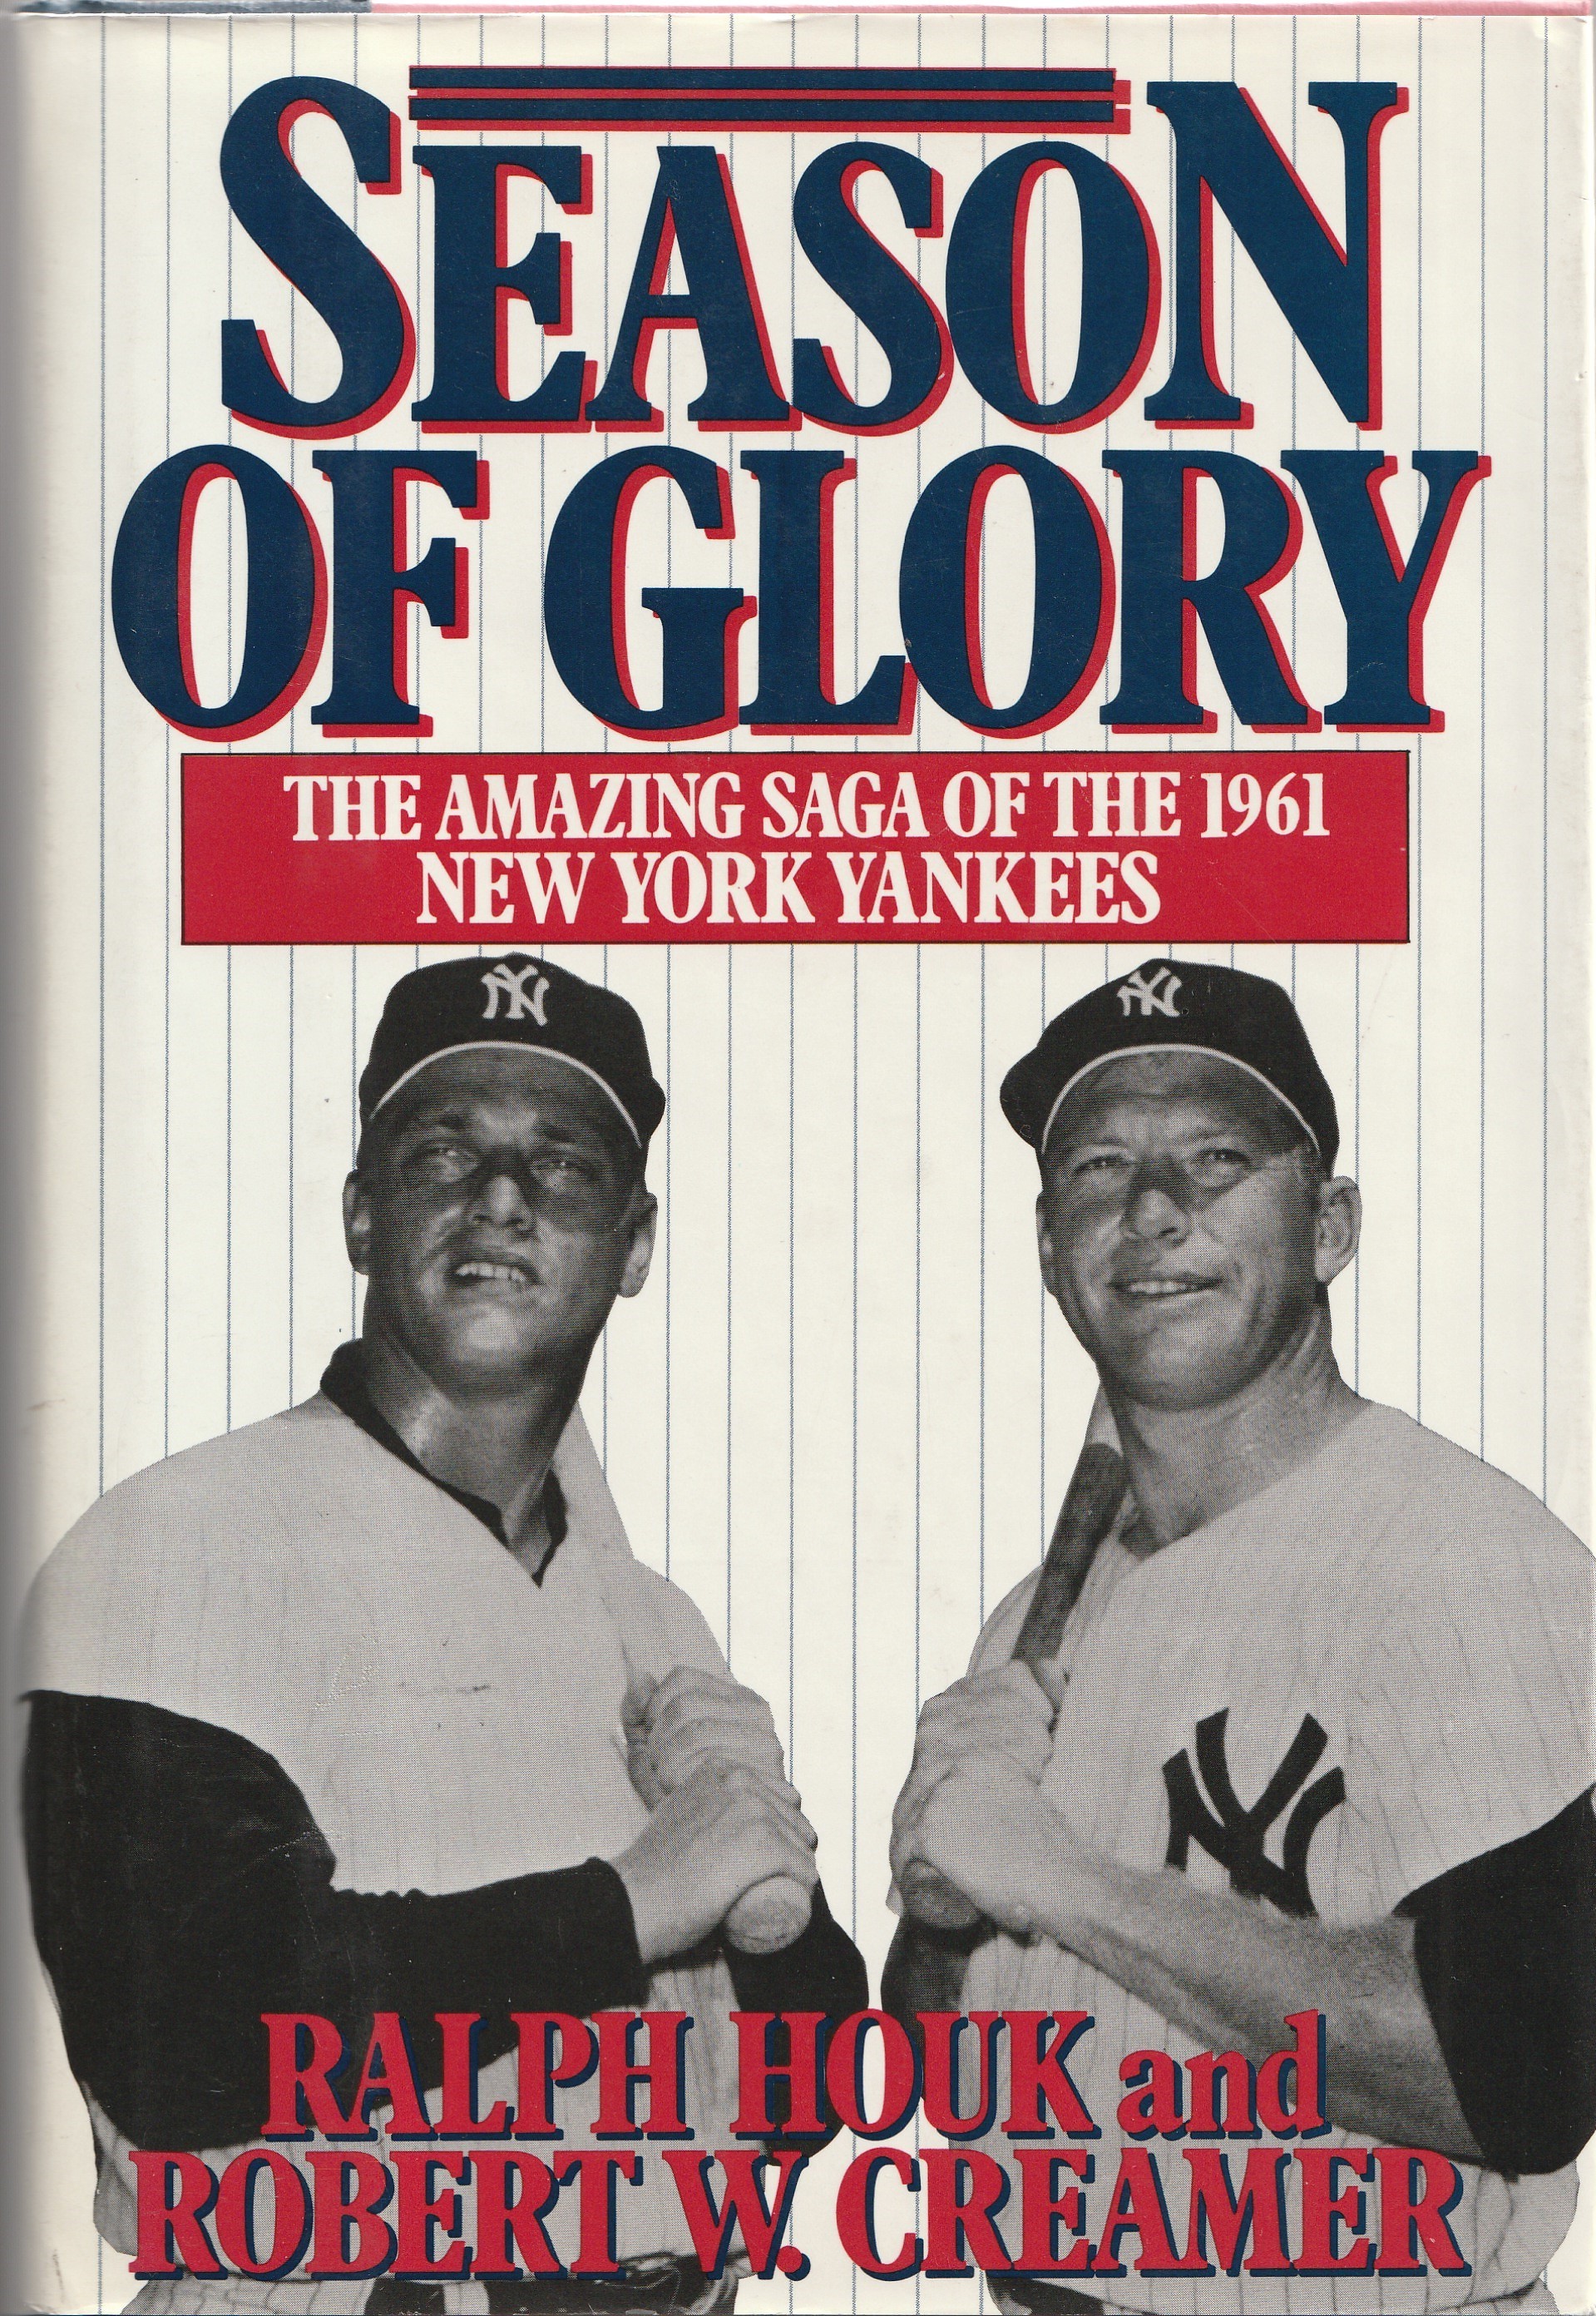 SEASON
OF GLORY
THE AMAZING SAGA OF THE 1961
NEW YORK YANKEES
NY
NY
NY
RALPH HOUK and
ROBERT W. CREAMER